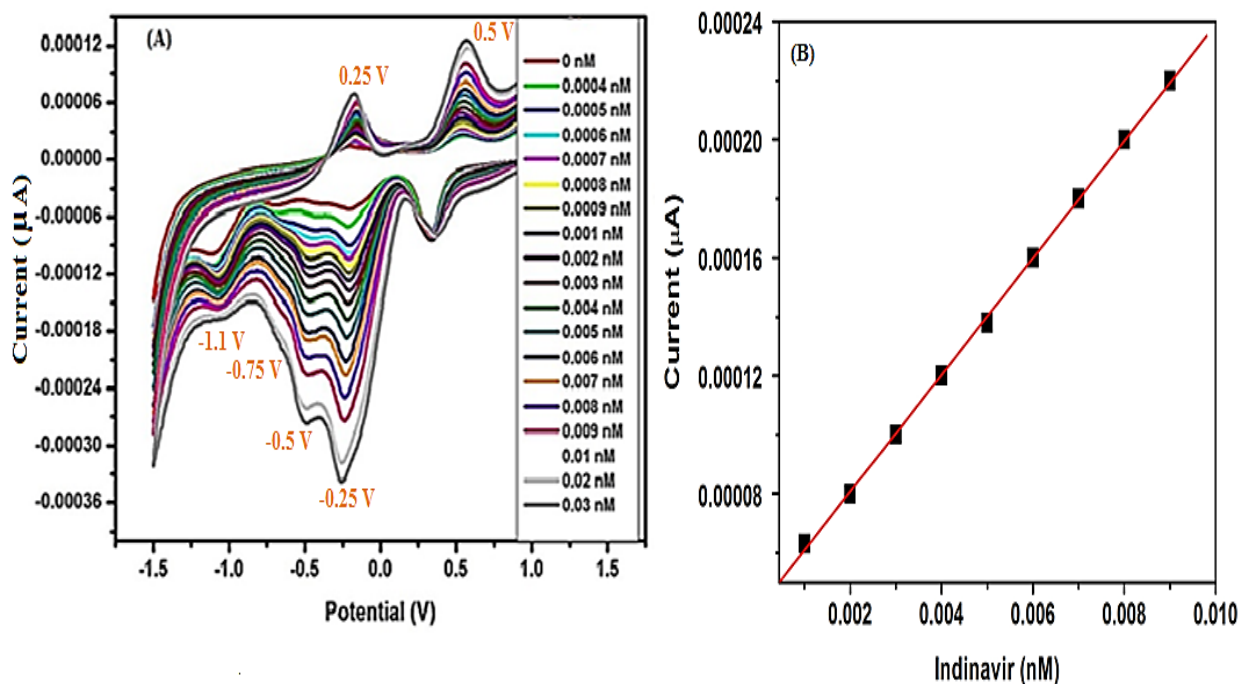 (A)
0.5 V
0.25 V
0.00012
0.00006
0.00000
-0.00006
-0.00012
-0.00018
-0.00024
-0.00030
-0.00036
Current (µA)
-1.1 V
-0.75 V
-0.5 V
-0.25 V
0 nM
0.0004 nM
0.0005 nM
0.0006 nM
0.0007 nM
0.0008 nM
0.0009 nM
0.001 nM
0.002 nM
0.003 nM
0.004 nM
0.005 nM
0.006 nM
0.007 nM
0.008 nM
0.009 nM
0.01 nM
0.02 nM
0.03 nM
-1.5 -1.0 -0.5 0.0 0.5 1.0 1.5
Potential (V)
(B)
0.00024
0.00020
0.00016
0.00012
0.00008
Current (µA)
0.002 0.004 0.006 0.008 0.010
Indinavir (nM)